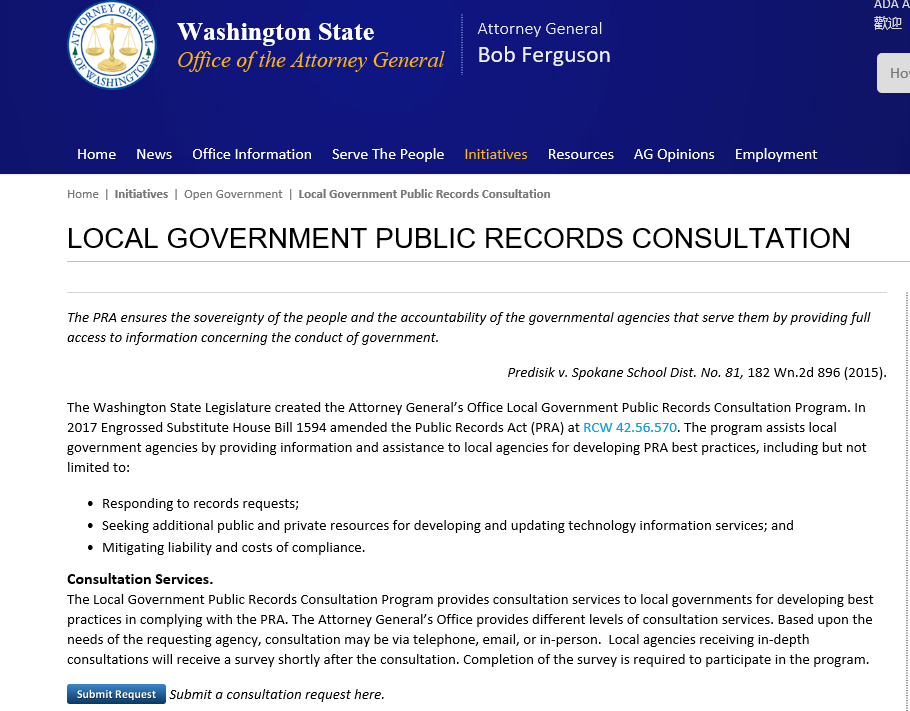 ATTORNEY GENERAL OF WASHINGTON
Washington State
Office of the Attorney General
Attorney General
Bob Ferguson
ADA A
歡迎
Ho
Home News Office Information Serve The People Initiatives Resources AG Opinions Employment
Home | Initiatives | Open Government | Local Government Public Records Consultation
LOCAL GOVERNMENT PUBLIC RECORDS CONSULTATION
The PRA ensures the sovereignty of the people and the accountability of the governmental agencies that serve them by providing full
access to information concerning the conduct of government.
Predisik v. Spokane School Dist. No. 81, 182 Wn.2d 896 (2015).
The Washington State Legislature created the Attorney General’s Office Local Government Public Records Consultation Program. In
2017 Engrossed Substitute House Bill 1594 amended the Public Records Act (PRA) at RCW 42.56.570. The program assists local
government agencies by providing information and assistance to local agencies for developing PRA best practices, including but not
limited to:
• Responding to records requests;
• Seeking additional public and private resources for developing and updating technology information services; and
• Mitigating liability and costs of compliance.
Consultation Services.
The Local Government Public Records Consultation Program provides consultation services to local governments for developing best
practices in complying with the PRA. The Attorney General’s Office provides different levels of consultation services. Based upon the
needs of the requesting agency, consultation may be via telephone, email, or in-person. Local agencies receiving in-depth
consultations will receive a survey shortly after the consultation. Completion of the survey is required to participate in the program.
Submit Request Submit a consultation request here.